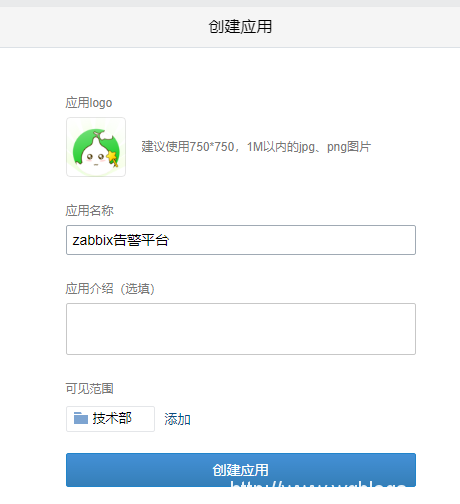 创建应用
应用logo
建议使用750*750，1M以内的jpg、png图片
应用名称
zabbix告警平台
应用介绍（选填）
可见范围
技术部 添加
创建应用